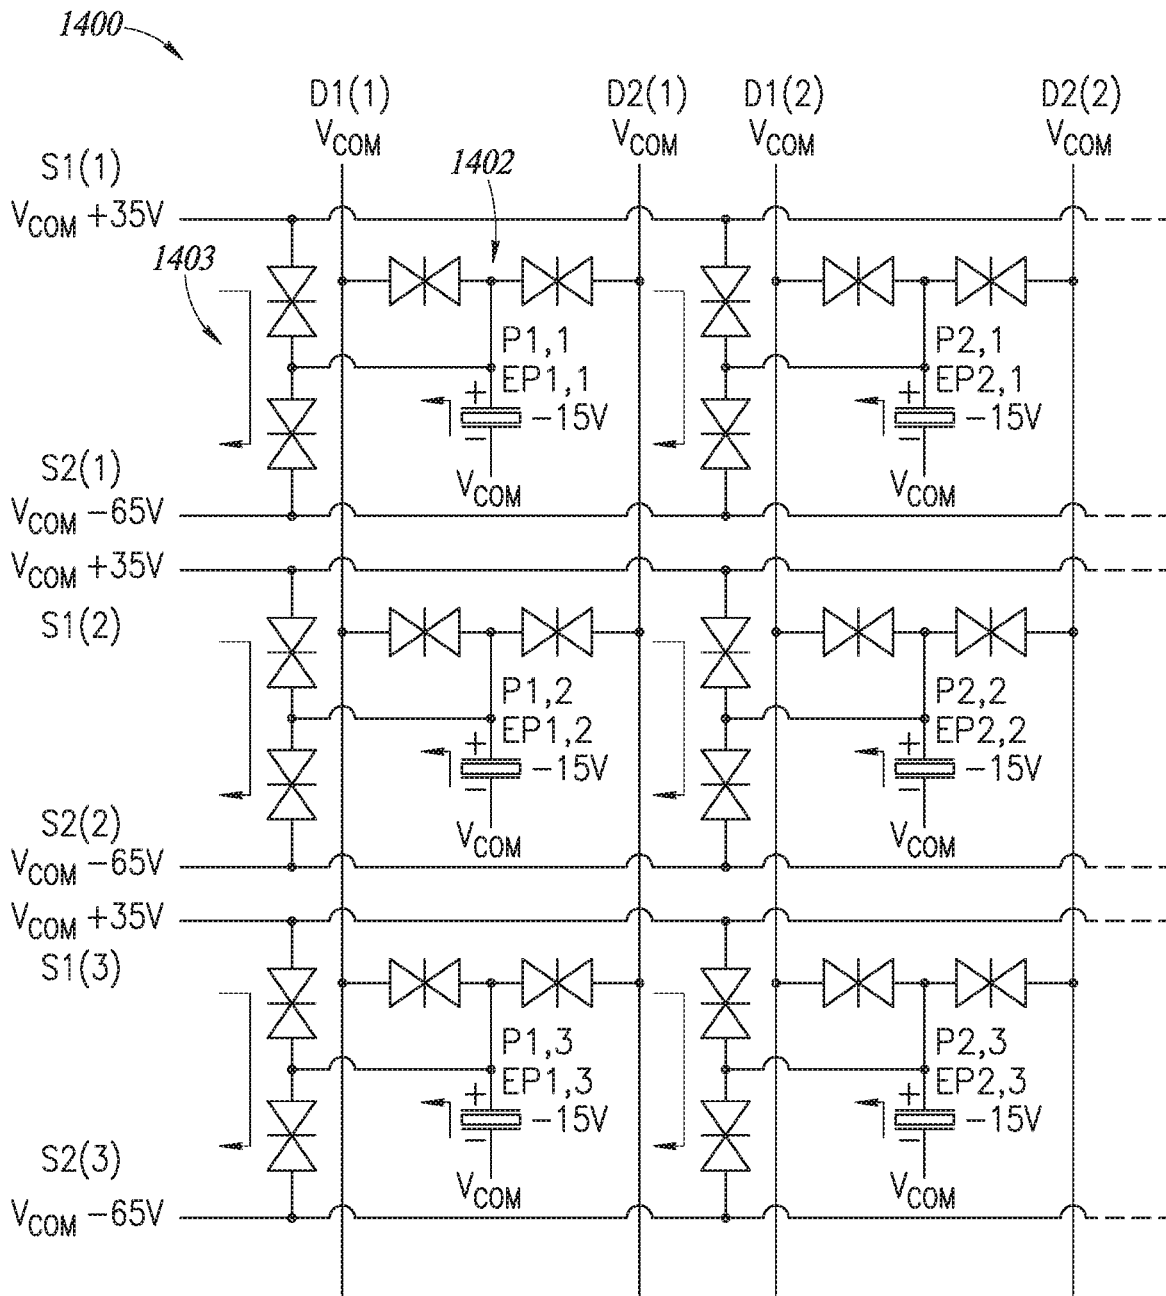 1400
D1(1) D2(1) D1(2) D2(2)
VCOM VCOM VCOM VCOM
S1(1) 1402
VCOM +35V
1403
P1,1 P2,1
EP1,1 EP2,1
+ −15V + −15V
− −
S2(1) VCOM VCOM
VCOM −65V
VCOM +35V
S1(2)
P1,2 P2,2
EP1,2 EP2,2
+ −15V + −15V
− −
S2(2) VCOM VCOM
VCOM −65V
VCOM +35V
S1(3)
P1,3 P2,3
EP1,3 EP2,3
+ −15V + −15V
− −
S2(3) VCOM VCOM
VCOM −65V